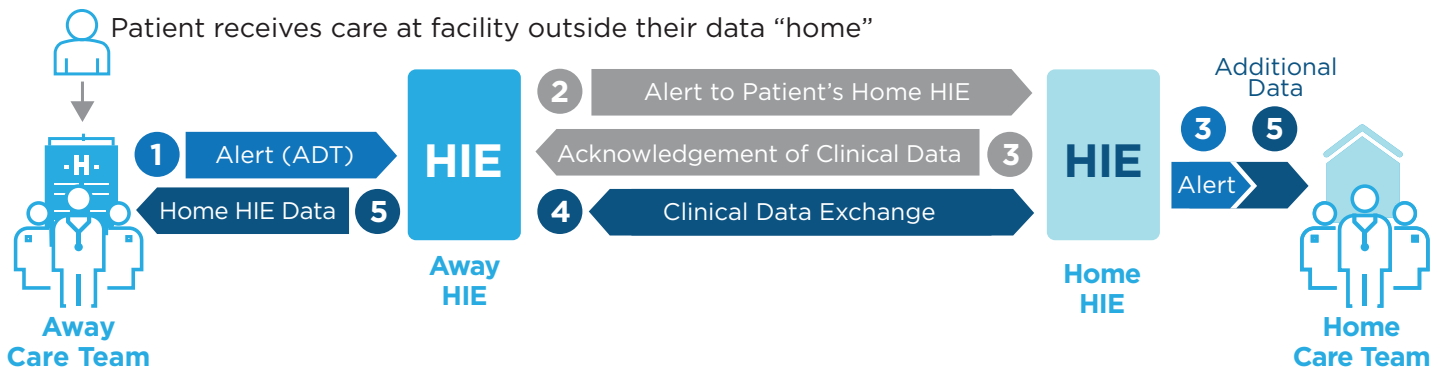 Patient receives care at facility outside their data “home”
-H-
1
Alert (ADT)
Home HIE Data
5
HIE
Away
HIE
Away
Care Team
2
Alert to Patient’s Home HIE
Acknowledgement of Clinical Data
3
4
Clinical Data Exchange
HIE
Home
HIE
Additional
Data
3
5
Alert
Home
Care Team